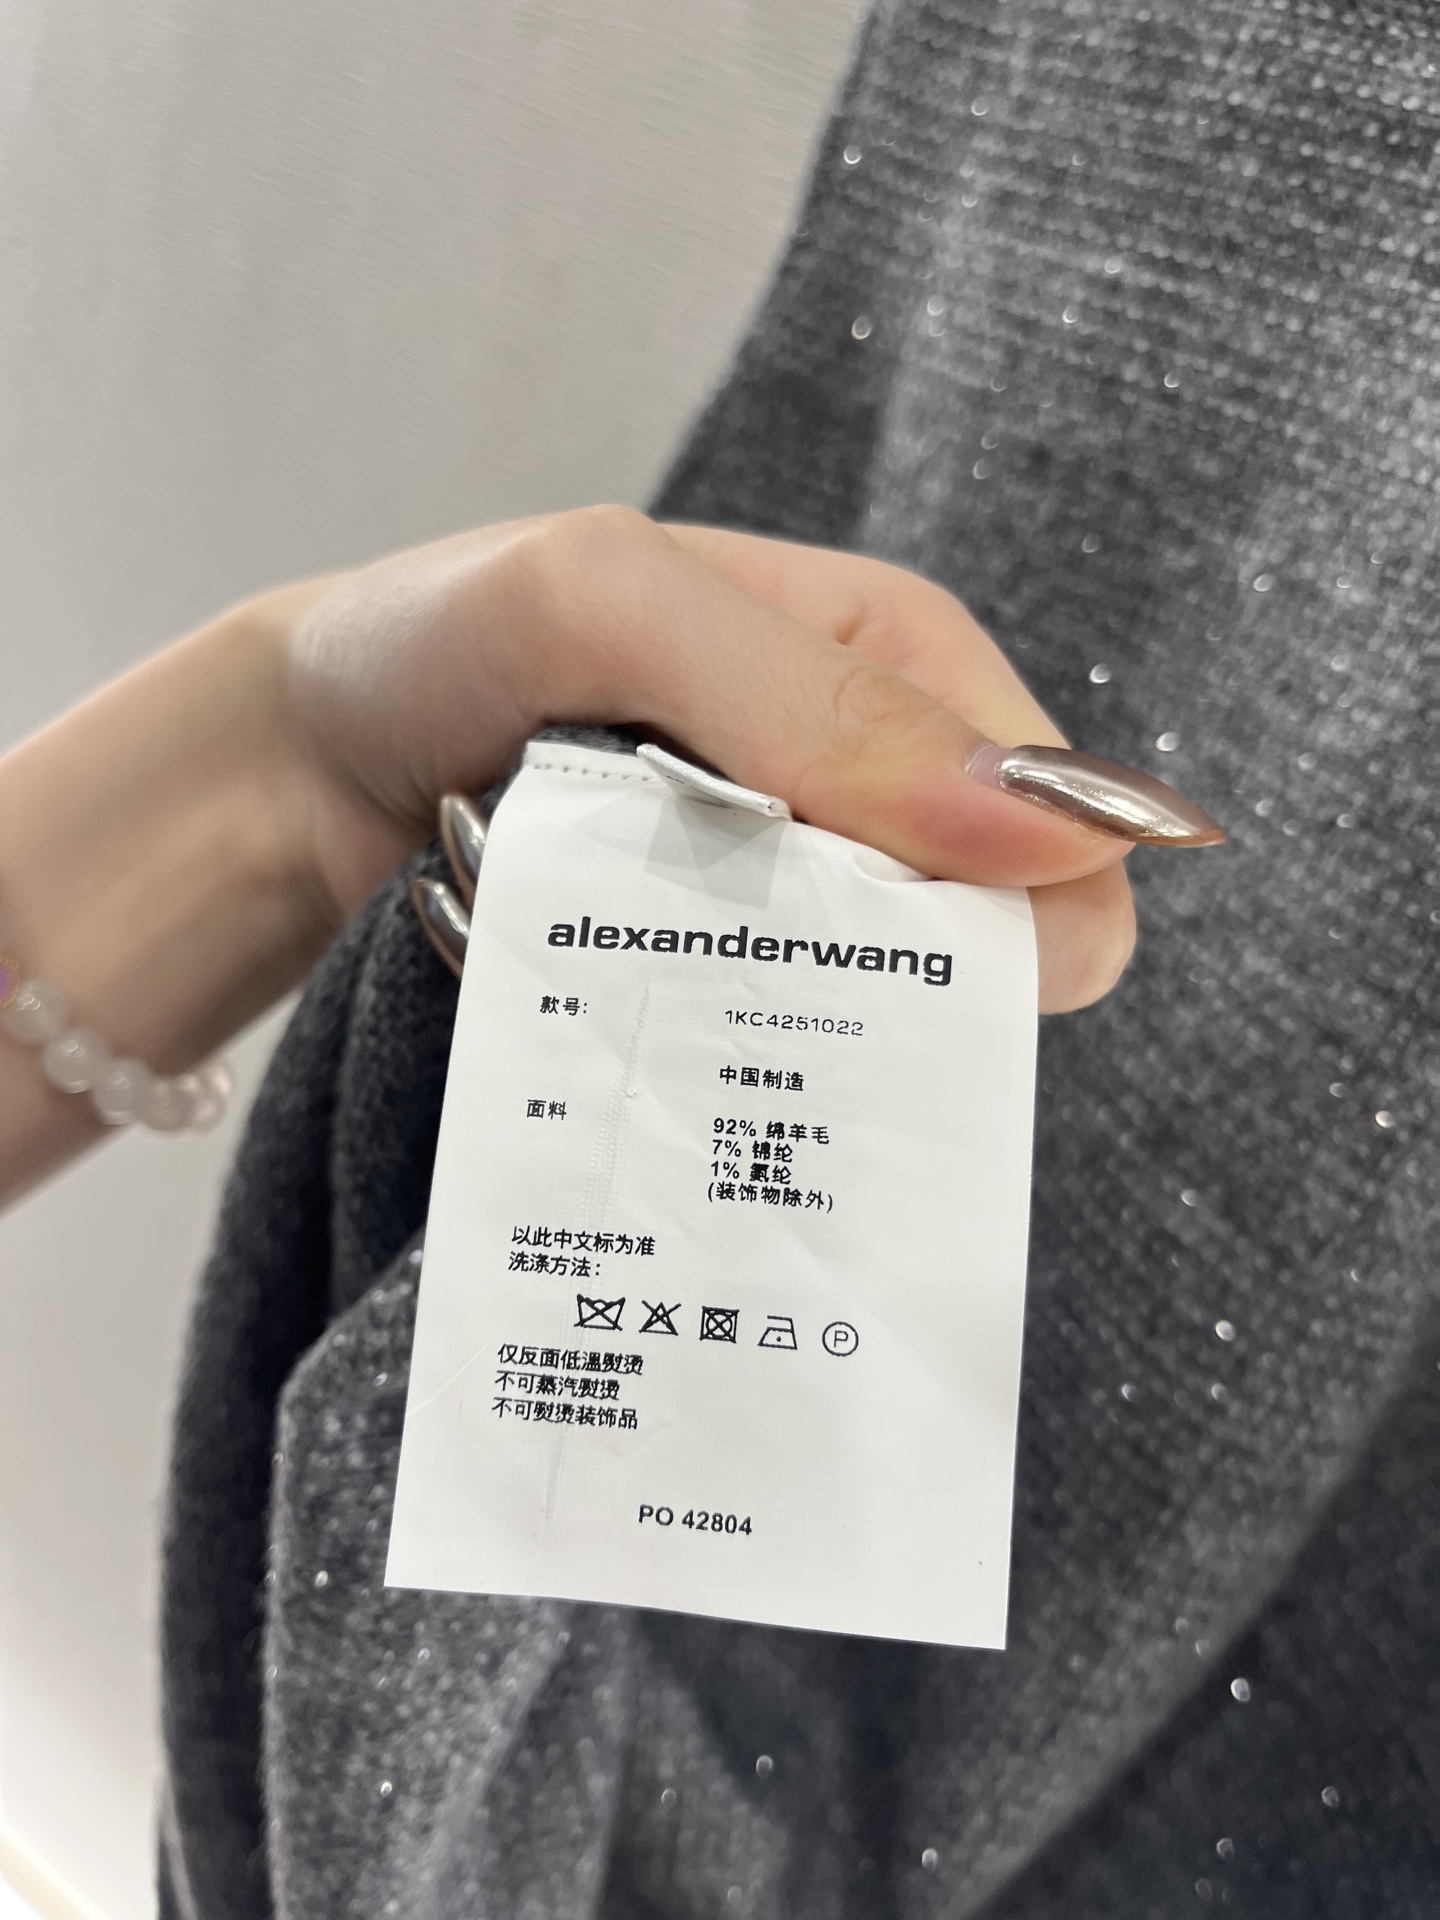 alexanderwang
款号: 1KC4251022
中国制造
面料 92% 绵羊毛
7% 锦纶
1% 氨纶
(装饰物除外)
以此中文标为准
洗涤方法:
P
仅反面低温熨烫
不可蒸汽熨烫
不可熨烫装饰品
PO 42804